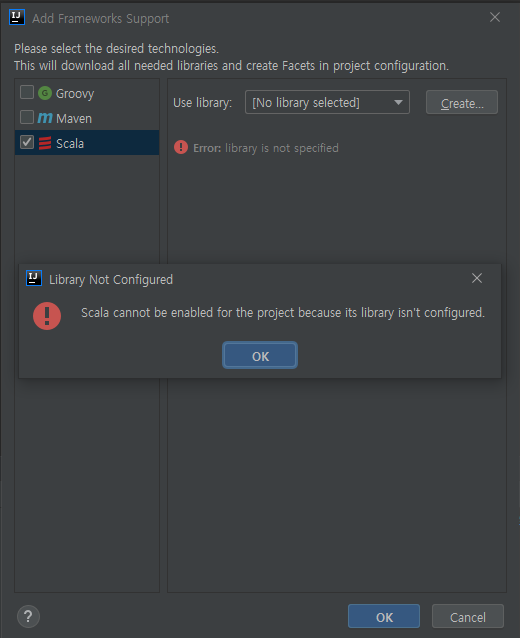 Add Frameworks Support
Please select the desired technologies.
This will download all needed libraries and create Facets in project configuration.
Groovy
Maven
Scala
Use library:
[No library selected]
Create...
Error: library is not specified
Library Not Configured
Scala cannot be enabled for the project because its library isn't configured.
OK
OK
Cancel